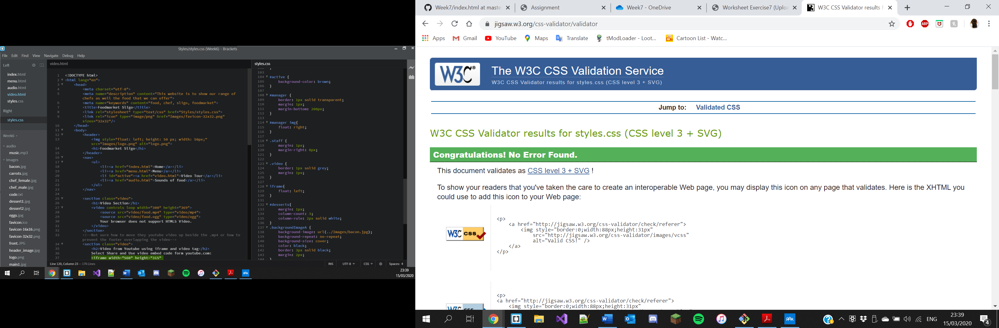 Styles/styles.css (Week6) - Brackets
File Edit Find View Navigate Debug Help
Left
index.html
menu.html
audio.html
video.html
styles.css
Right
styles.css
Week6
audio
music.mp3
Images
bacon.jpg
carrots.jpg
chef_female.jpg
chef_male.jpg
code.txt
dessert1.jpg
dessert2.jpg
eggs.jpg
favicon.ico
favicon-16x16.png
favicon-32x32.png
front.JPG
header_image.jpg
logo.png
main1.jpg
video.html
1 <!DOCTYPE html>
2 <html lang="en">
3 <head>
4 <meta charset="utf-8">
5 <meta name="description" content="This website is to show our range of
chefs as well the food that we can offer">
6 <meta name="keywords" content="food, chef, sligo, foodmarket">
7 <title>Foodmarket Sligo</title>
8 <link rel="stylesheet" type="text/css" href="Styles/styles.css">
9 <link rel="icon" type="image/png" href="Images/favicon-32x32.png"
sizes="32x32"/>
10 </head>
11 <body>
12 <header>
13 <img style="float: left; height: 50 px; width: 50px;"
src="Images/logo.png" alt="logo.png">
14 <h1>Foodmarket Sligo</h1>
15 </header>
16 <nav>
17 <ul>
18 <li><a href="index.html">Home</a></li>
19 <li><a href="menu.html">Menu</a></li>
20 <li id="active"><a href="video.html">Video Tour</a></li>
21 <li><a href="audio.html">Sounds of food</a></li>
22 </ul>
23 </nav>
24
25 <section class="video">
26 <h1>Video Section</h1>
27 <video controls loop width="300" height="369">
28 <source src="video/food.mp4" type="video/mp4">
29 <source src="video/food.ogg" type="video/ogg">
30 Your browser does not support HTML5 Video.
31 </video>
32 </section>
33 <!--Not sure how to move they youtube video up beside the .mp4 or how to
prevent the footer overlapping the video-->
34 <section class="video">
35 <h2>Video from Youtube using iframe and video tag</h2>
36 Select Share and Use video embed code form youtube.com:
37 <iframe width="560" height="315"
styles.css
103
104 #active {
105 background-color: brown;
106 }
107
108 #manager {
109 border: 1px solid transparent;
110 margin: 1px;
111 margin-bottom: 200px;
112 }
113
114 #manager img{
115 float: right;
116 }
117
118 .staff {
119 margin: 1px;
120 margin-right: 8px;
121 }
122
123 .video {
124 border: 1px solid grey;
125 margin: 1px;
126 }
127
128 iframe{
129 float: left;
130 }
131
132 #desserts{
133 margin: 1px;
134 column-count: 3;
135 column-rule: 2px solid white;
136 }
137 .backgroundImageA {
138 background-image: url(../Images/bacon.jpg);
139 background-repeat: no-repeat;
140 background-size: cover;
141 color: black;
142 border: 3px solid black;
143 margin: 2px;
144 }
Line 120, Column 23 — 176 Lines
INS UTF-8 CSS Spaces: 4
23:39
15/03/2020
Week7/index.html at maste
Assignment
Week7 - OneDrive
Worksheet Exercise7 (Uploa
W3C CSS Validator results f
jigsaw.w3.org/css-validator/validator
ABP
Apps Gmail YouTube Maps Translate tModLoader - Loot... Cartoon List - Watc...
W3C®
The W3C CSS Validation Service
W3C CSS Validator results for styles.css (CSS level 3 + SVG)
Jump to: Validated CSS
W3C CSS Validator results for styles.css (CSS level 3 + SVG)
Congratulations! No Error Found.
This document validates as CSS level 3 + SVG !
To show your readers that you've taken the care to create an interoperable Web page, you may display this icon on any page that validates. Here is the XHTML you
could use to add this icon to your Web page:
W3C css
<p>
<a href="http://jigsaw.w3.org/css-validator/check/referer">
<img style="border:0;width:88px;height:31px"
src="http://jigsaw.w3.org/css-validator/images/vcss"
alt="Valid CSS!" />
</a>
</p>
<p>
<a href="http://jigsaw.w3.org/css-validator/check/referer">
<img style="border:0;width:88px;height:31px"
ENG
23:39
15/03/2020
4